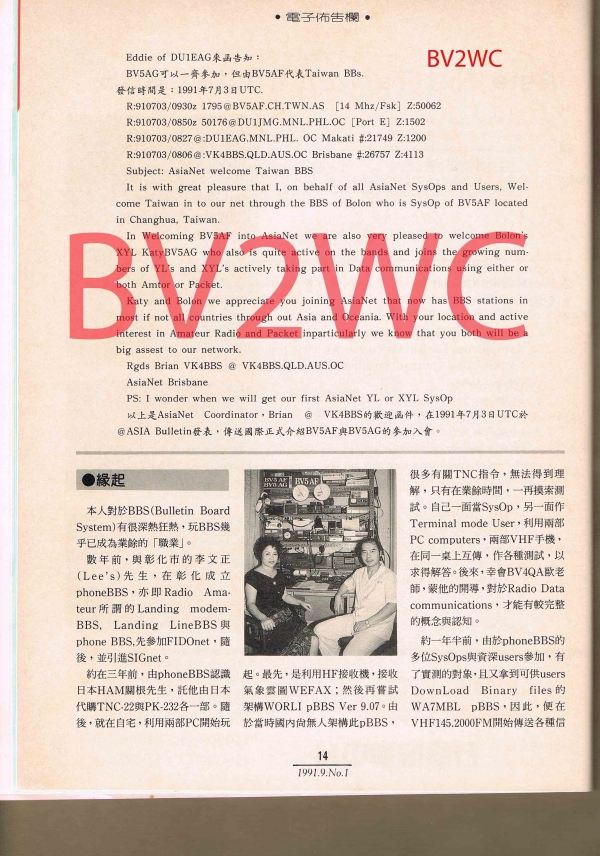 •電子佈告欄•
BV2WC
Eddie of DU1EAG來函告知：
BV5AG可以一齊參加，但由BV5AF代表Taiwan BBs.
發信時間是：1991年7月3日UTC.
R:910703/0930z 1795@BV5AF.CH.TWN.AS [14 Mhz/Fsk] Z:50062
R:910703/0850z 50176@DU1JMG.MNL.PHL.OC [Port E] Z:1502
R:910703/0827@:DU1EAG.MNL.PHL. OC Makati #:21749 Z:1200
R:910703/0806@:VK4BBS.QLD.AUS.OC Brisbane #:26757 Z:4113
Subject: AsiaNet welcome Taiwan BBS
It is with great pleasure that I, on behalf of all AsiaNet SysOps and Users, Wel-
come Taiwan in to our net through the BBS of Bolon who is SysOp of BV5AF located
in Changhua, Taiwan.
In Welcoming BV5AF into AsiaNet we are also very pleased to welcome Bolon's
XYL KatyBV5AG who also is quite active on the bands and joins the growing num-
bers of YL's and XYL's actively taking part in Data communications using either or
both Amtor or Packet.
BV2WC
Katy and Bolon we appreciate you joining AsiaNet that now has BBS stations in
most if not all countries through out Asia and Oceania. With your location and active
interest in Amateur Radio and Packet inparticularly we know that you both will be a
big assest to our network.
Rgds Brian VK4BBS @ VK4BBS.QLD.AUS.OC
AsiaNet Brisbane
PS: I wonder when we will get our first AsiaNet YL or XYL SysOp
以上是AsiaNet Coordinator，Brian @ VK4BBS的歡迎函件，在1991年7月3日UTC於
@ASIA Bulletin發表，傳送國際正式介紹BV5AF與BV5AG的參加入會。
●緣起
本人對於BBS(Bulletin Board
System)有很深熱狂熱，玩BBS幾
乎已成為業餘的「職業」。
數年前，與彰化市的李文正
(Lee's)先生，在彰化成立
phoneBBS，亦即Radio Ama-
teur所謂的Landing modem-
BBS, Landing LineBBS與
phone BBS,先參加FIDOnet，隨
後，並引進SIGnet。
約在三年前，由phoneBBS認識
日本HAM關根先生，託他由日本
代購TNC-22與PK-232各一部。隨
後，就在自宅，利用兩部PC開始玩
BV5AF
BV5AG
BV5AF
起。最先，是利用HF接收機，接收
氣象雲圖WEFAX；然後再嘗試
架構WORLI pBBS Ver 9.07。由
於當時國內尚無人架構此pBBS，
很多有關TNC指令，無法得到理
解，只有在業餘時間，一再摸索測
試。自己一面當SysOp，另一面作
Terminal mode User，利用兩部
PC computers，兩部VHF手機，
在同一桌上互傳，作各種測試，以
求得解答。後來，幸會BV4QA歐老
師，蒙他的開導，對於Radio Data
communications，才能有較完整
的概念與認知。
約一年半前，由於phoneBBS的
多位SysOps與資深users參加，有
了實測的對象，且又拿到可供users
DownLoad Binary files的
WA7MBL pBBS，因此，便在
VHF145.2000FM開始傳送各種信
14
1991.9.No.1